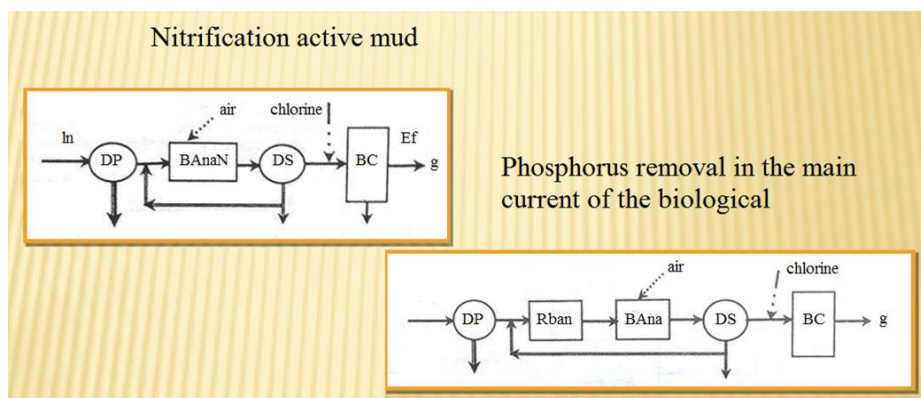 Nitrification active mud
air chlorine
ln DP BAnaN DS BC Ef
g
Phosphorus removal in the main
current of the biological
air chlorine
DP Rban BAna DS BC g